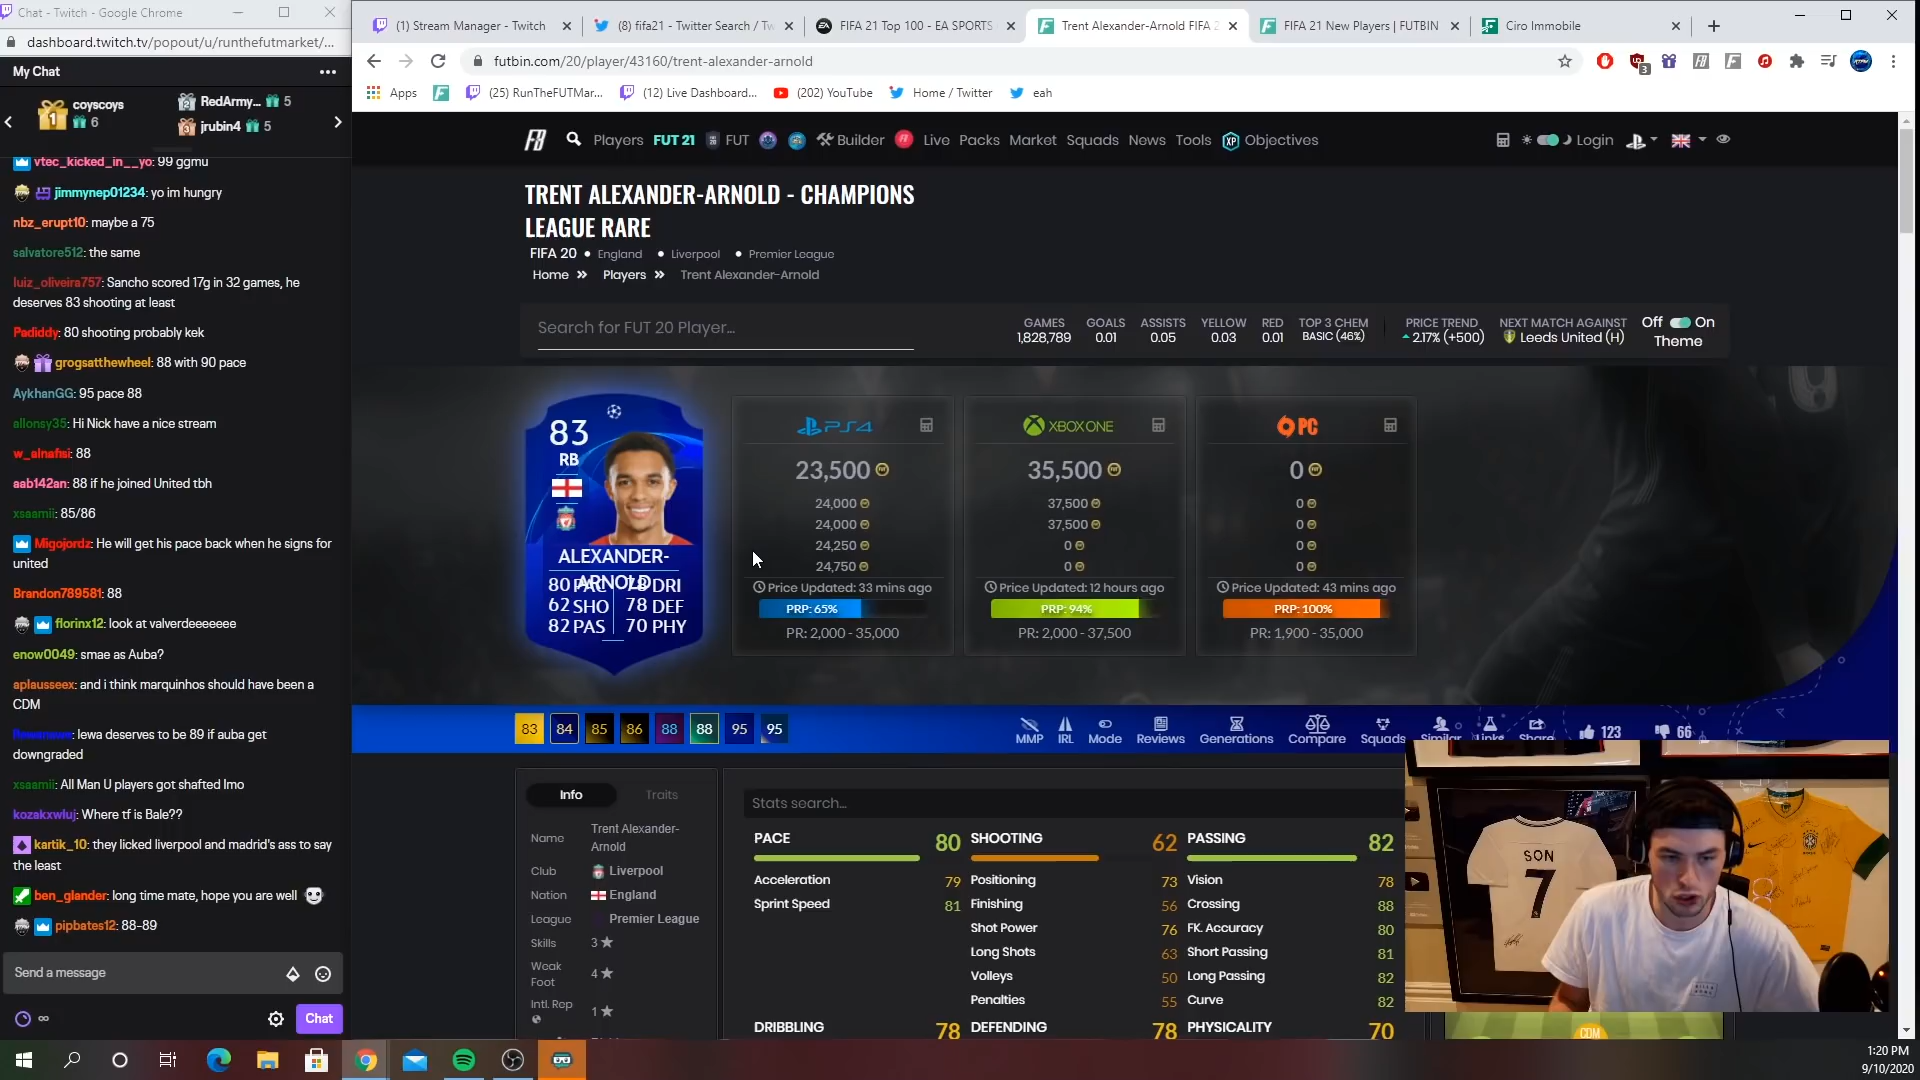 Chat - Twitch - Google Chrome
dashboard.twitch.tv/popout/u/runthefutmarket/...
My Chat
coyscoys
6
RedArmy... 5
jrubin4 5
vtec_kicked_in__yo: 99 ggmu
jimmynep01234: yo im hungry
nbz_erupt10: maybe a 75
salvatore512: the same
luiz_oliveira757: Sancho scored 17g in 32 games, he
deserves 83 shooting at least
Padiddy: 80 shooting probably kek
grogsatthewheel: 88 with 90 pace
AykhanGG: 95 pace 88
allonsy35: Hi Nick have a nice stream
w_alnafisi: 88
aab142an: 88 if he joined United tbh
xsaamii: 85/86
Migojordz: He will get his pace back when he signs for
united
Brandon789581: 88
florinx12: look at valverdeeeeeee
enow0049: smae as Auba?
aplausseex: and i think marquinhos should have been a
CDM
lewa deserves to be 89 if auba get
downgraded
xsaamii: All Man U players got shafted Imo
kozakxwluj: Where tf is Bale??
kartik_10: they licked liverpool and madrid's ass to say
the least
ben_glander: long time mate, hope you are well
pipbates12: 88-89
Send a message
Chat
(1) Stream Manager - Twitch
(8) fifa21 - Twitter Search / Tw
FIFA 21 Top 100 - EA SPORTS
Trent Alexander-Arnold FIFA 2
FIFA 21 New Players | FUTBIN
Ciro Immobile
futbin.com/20/player/43160/trent-alexander-arnold
3
Apps
(25) RunTheFUTMar...
(12) Live Dashboard...
(202) YouTube
Home / Twitter
eah
Players FUT 21 FUT Builder Live Packs Market Squads News Tools XP Objectives
Login
TRENT ALEXANDER-ARNOLD - CHAMPIONS
LEAGUE RARE
FIFA 20 • England • Liverpool • Premier League
Home » Players » Trent Alexander-Arnold
Search for FUT 20 Player...
GAMES GOALS ASSISTS YELLOW RED TOP 3 CHEM PRICE TREND NEXT MATCH AGAINST Off On
1,828,789 0.01 0.05 0.03 0.01 BASIC (46%) 2.17% (+500) Leeds United (H) Theme
83
RB
ALEXANDER-
ARNOLD
80 PAC 78 DRI
62 SHO 78 DEF
82 PAS 70 PHY
PS4
23,500
24,000
24,000
24,250
24,750
Price Updated: 33 mins ago
PRP: 65%
PR: 2,000 - 35,000
XBOX ONE
35,500
37,500
37,500
0
0
Price Updated: 12 hours ago
PRP: 94%
PR: 2,000 - 37,500
PC
0
0
0
0
0
Price Updated: 43 mins ago
PRP: 100%
PR: 1,900 - 35,000
83 84 85 86 88 88 95 95
MMP IRL Mode Reviews Generations Compare Squads Similar Links Share 123 66
Info Traits
Name Trent Alexander-
Arnold
Club Liverpool
Nation England
League Premier League
Skills 3
Weak
Foot 4
Intl. Rep 1
Stats search...
PACE 80
Acceleration 79
Sprint Speed 81
SHOOTING 62
Positioning 73
Finishing 56
Shot Power 76
Long Shots 63
Volleys 50
Penalties 55
PASSING 82
Vision 78
Crossing 88
FK. Accuracy 80
Short Passing 81
Long Passing 82
Curve 82
DRIBBLING 78 DEFENDING 78 PHYSICALITY 70
SON
7
CDM
1:20 PM
9/10/2020